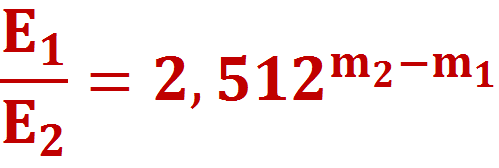 E₁/E₂ = 2,512^(m₂−m₁)